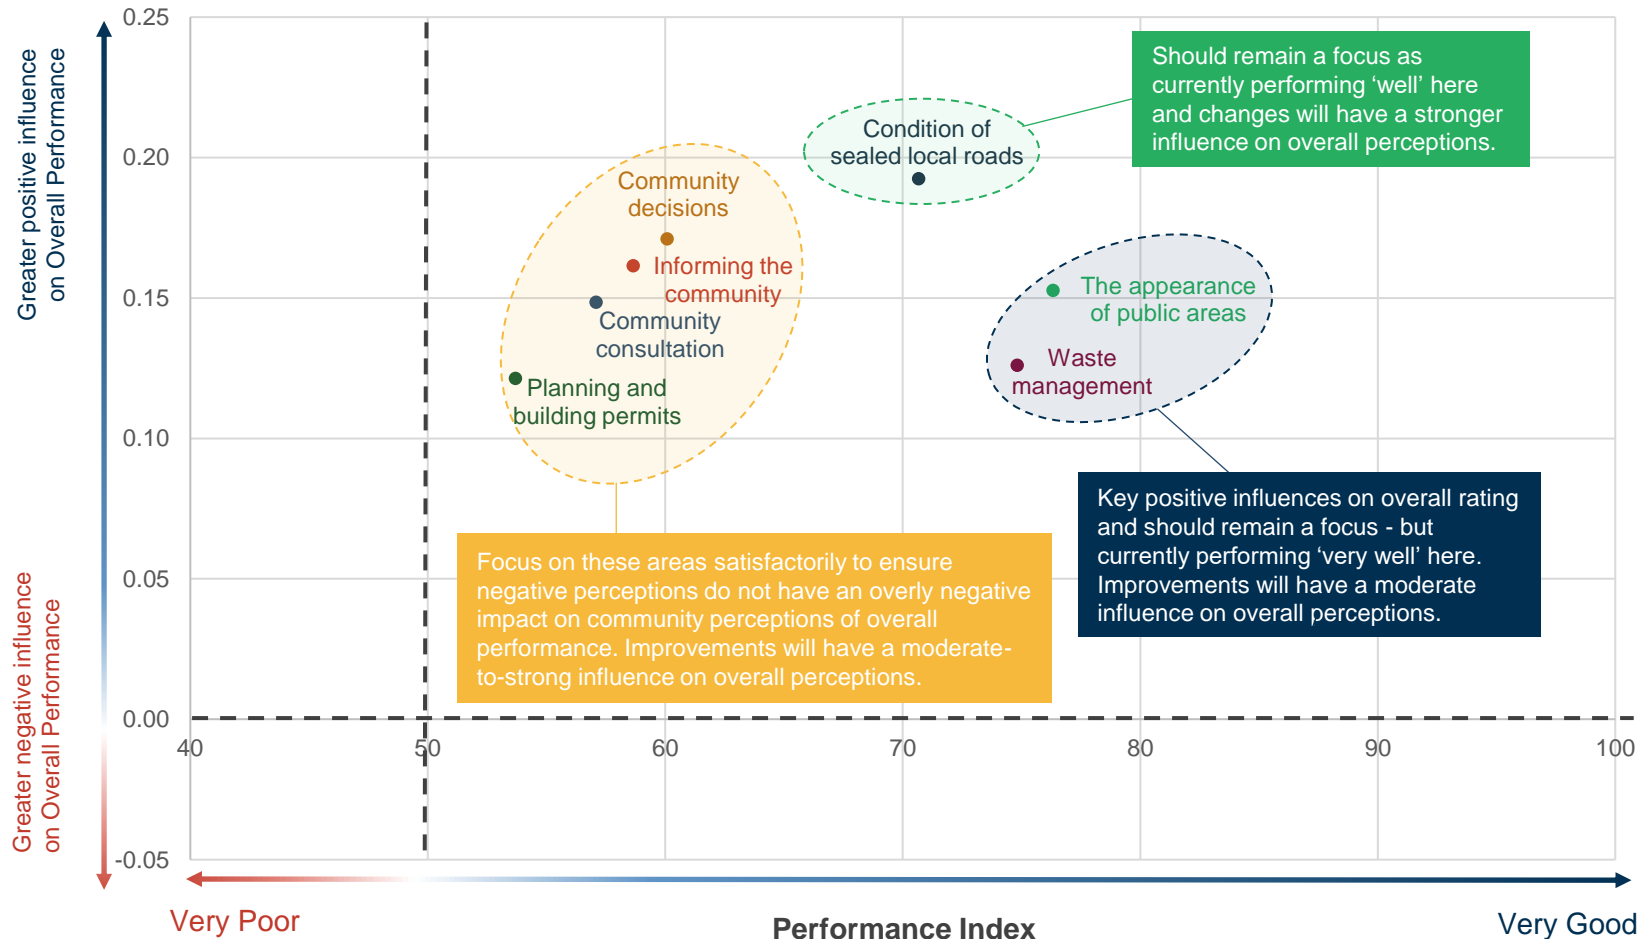 Greater positive influence
on Overall Performance
Greater negative influence
on Overall Performance
0.25
0.20
0.15
0.10
0.05
0.00
-0.05
40
50
60
70
80
90
100
Condition of
sealed local roads
Community
decisions
Informing the
community
Community
consultation
Planning and
building permits
The appearance
of public areas
Waste
management
Should remain a focus as
currently performing ‘well’ here
and changes will have a stronger
influence on overall perceptions.
Key positive influences on overall rating
and should remain a focus - but
currently performing ‘very well’ here.
Improvements will have a moderate
influence on overall perceptions.
Focus on these areas satisfactorily to ensure
negative perceptions do not have an overly negative
impact on community perceptions of overall
performance. Improvements will have a moderate-
to-strong influence on overall perceptions.
Very Poor
Performance Index
Very Good